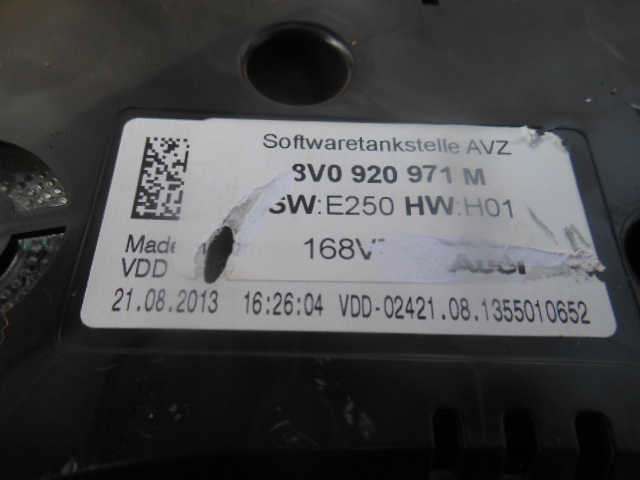 Softwaretankstelle AVZ
8V0 920 971 M
SW:E250 HW:H01
Made
168V
Audi
VDD
21.08.2013 16:26:04 VDD-02421.08.1355010652